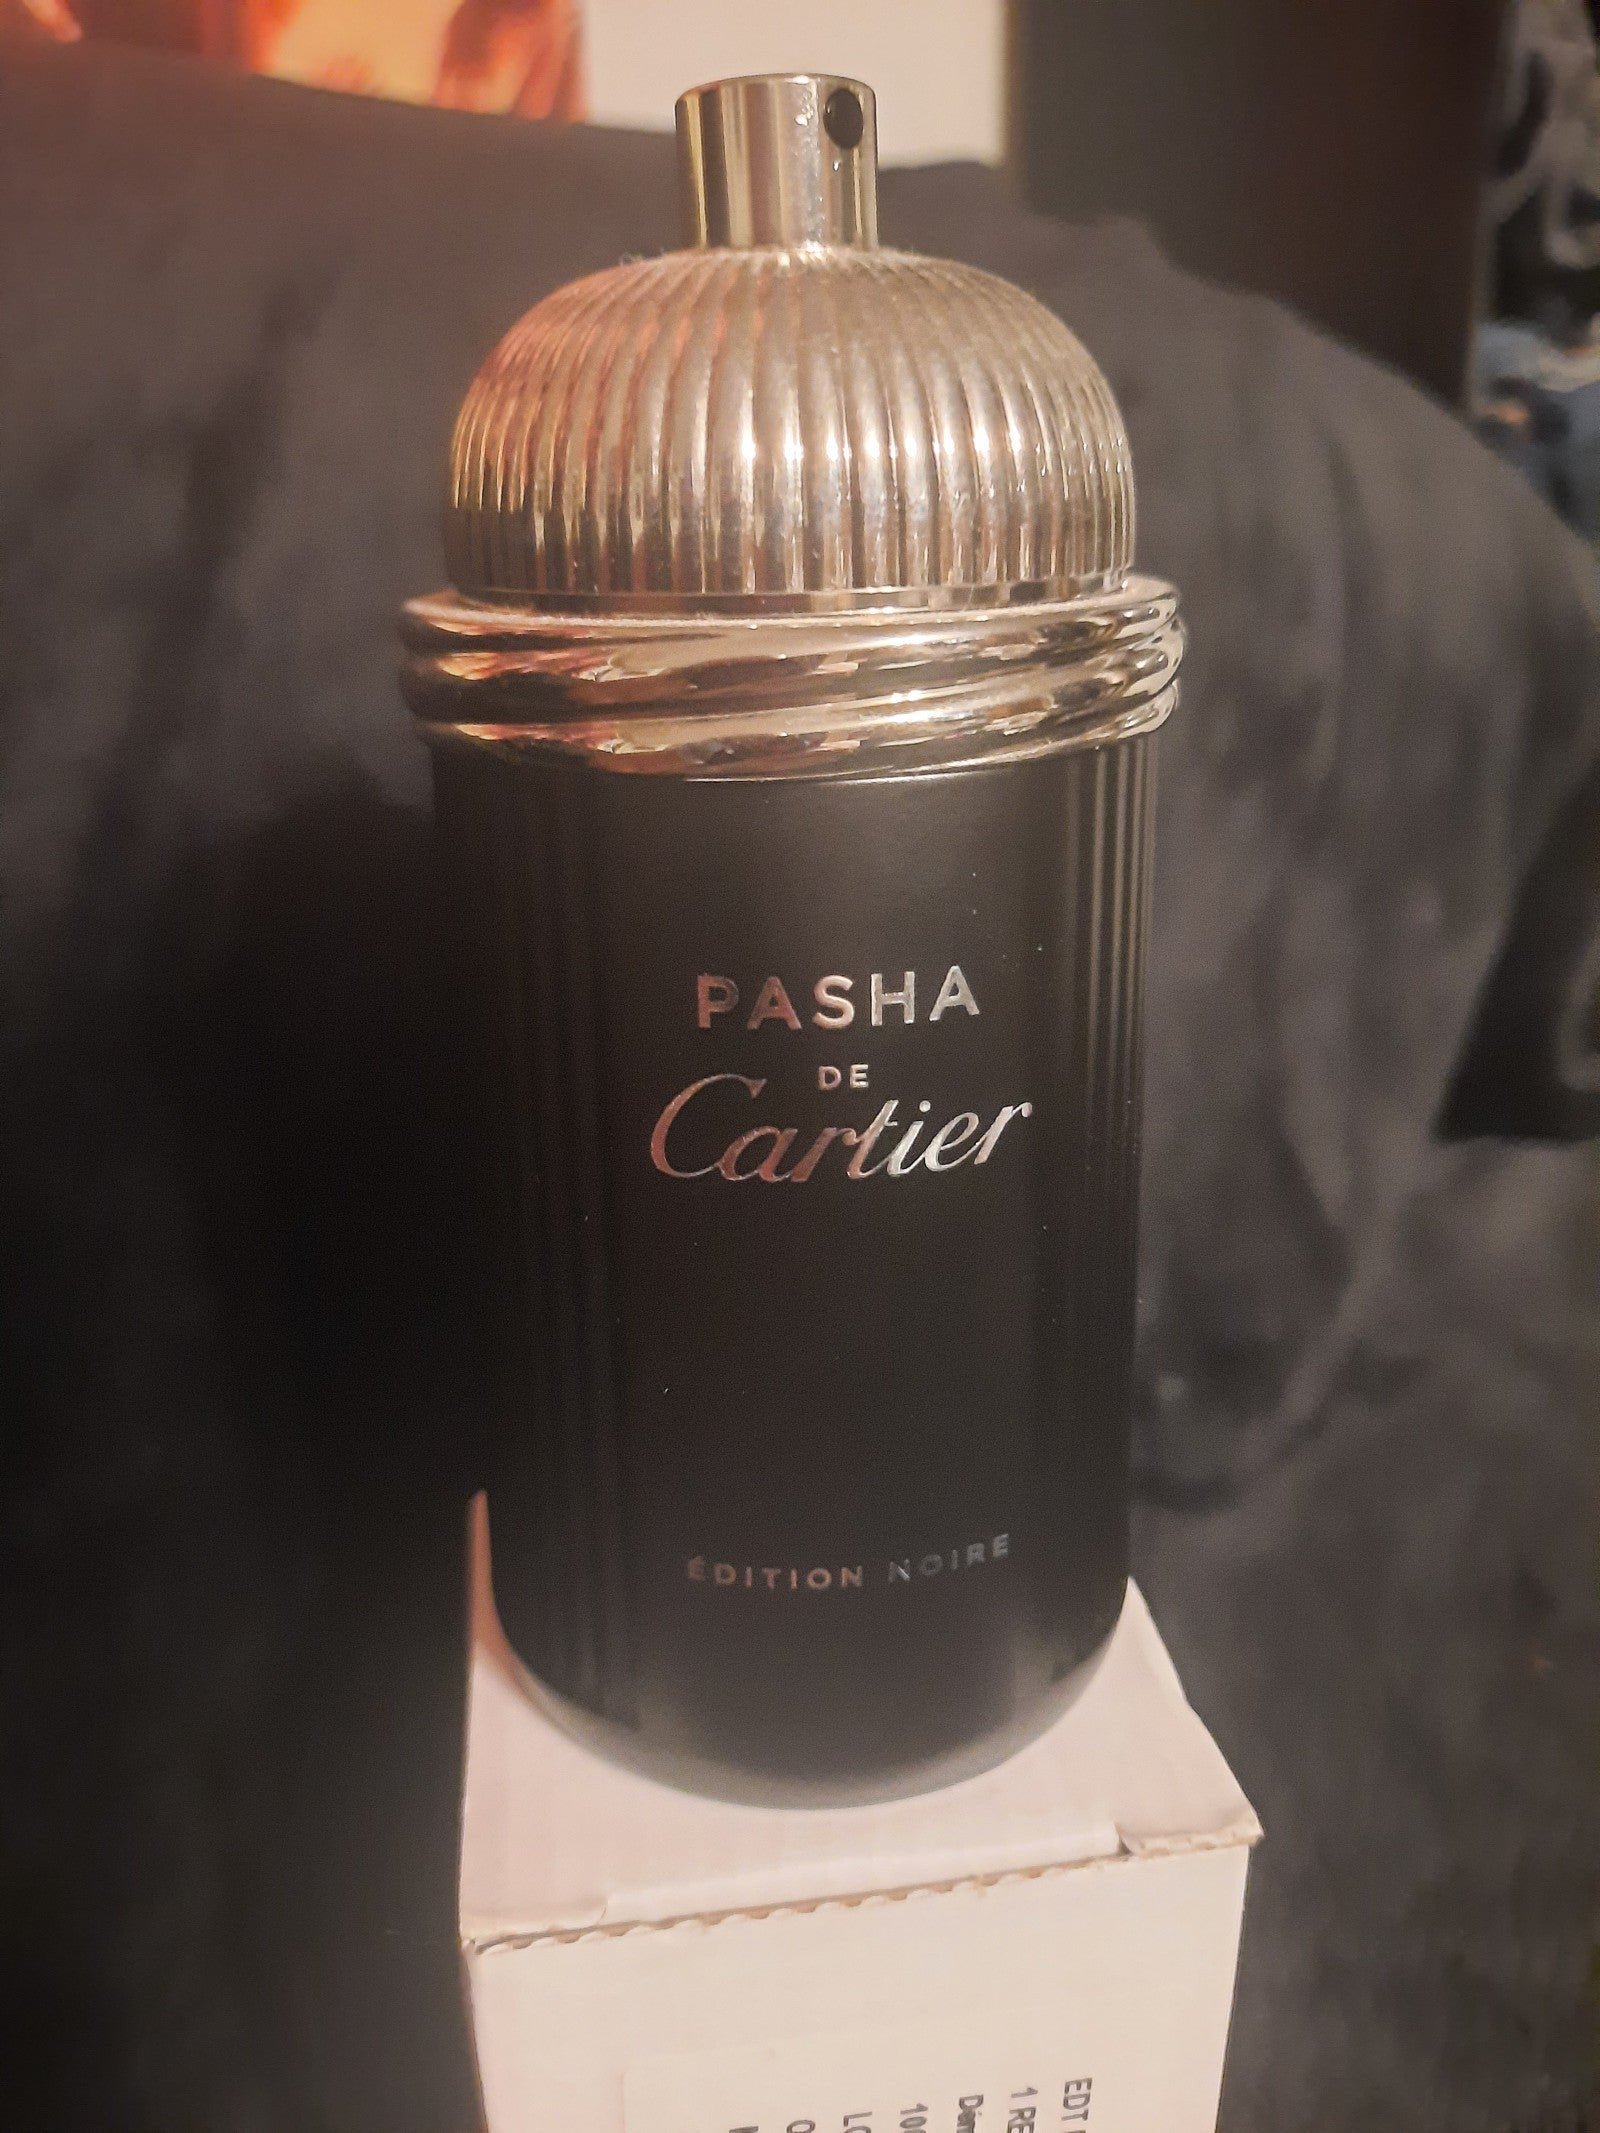 PASHA
DE
Cartier
ÉDITION NOIRE
EDT